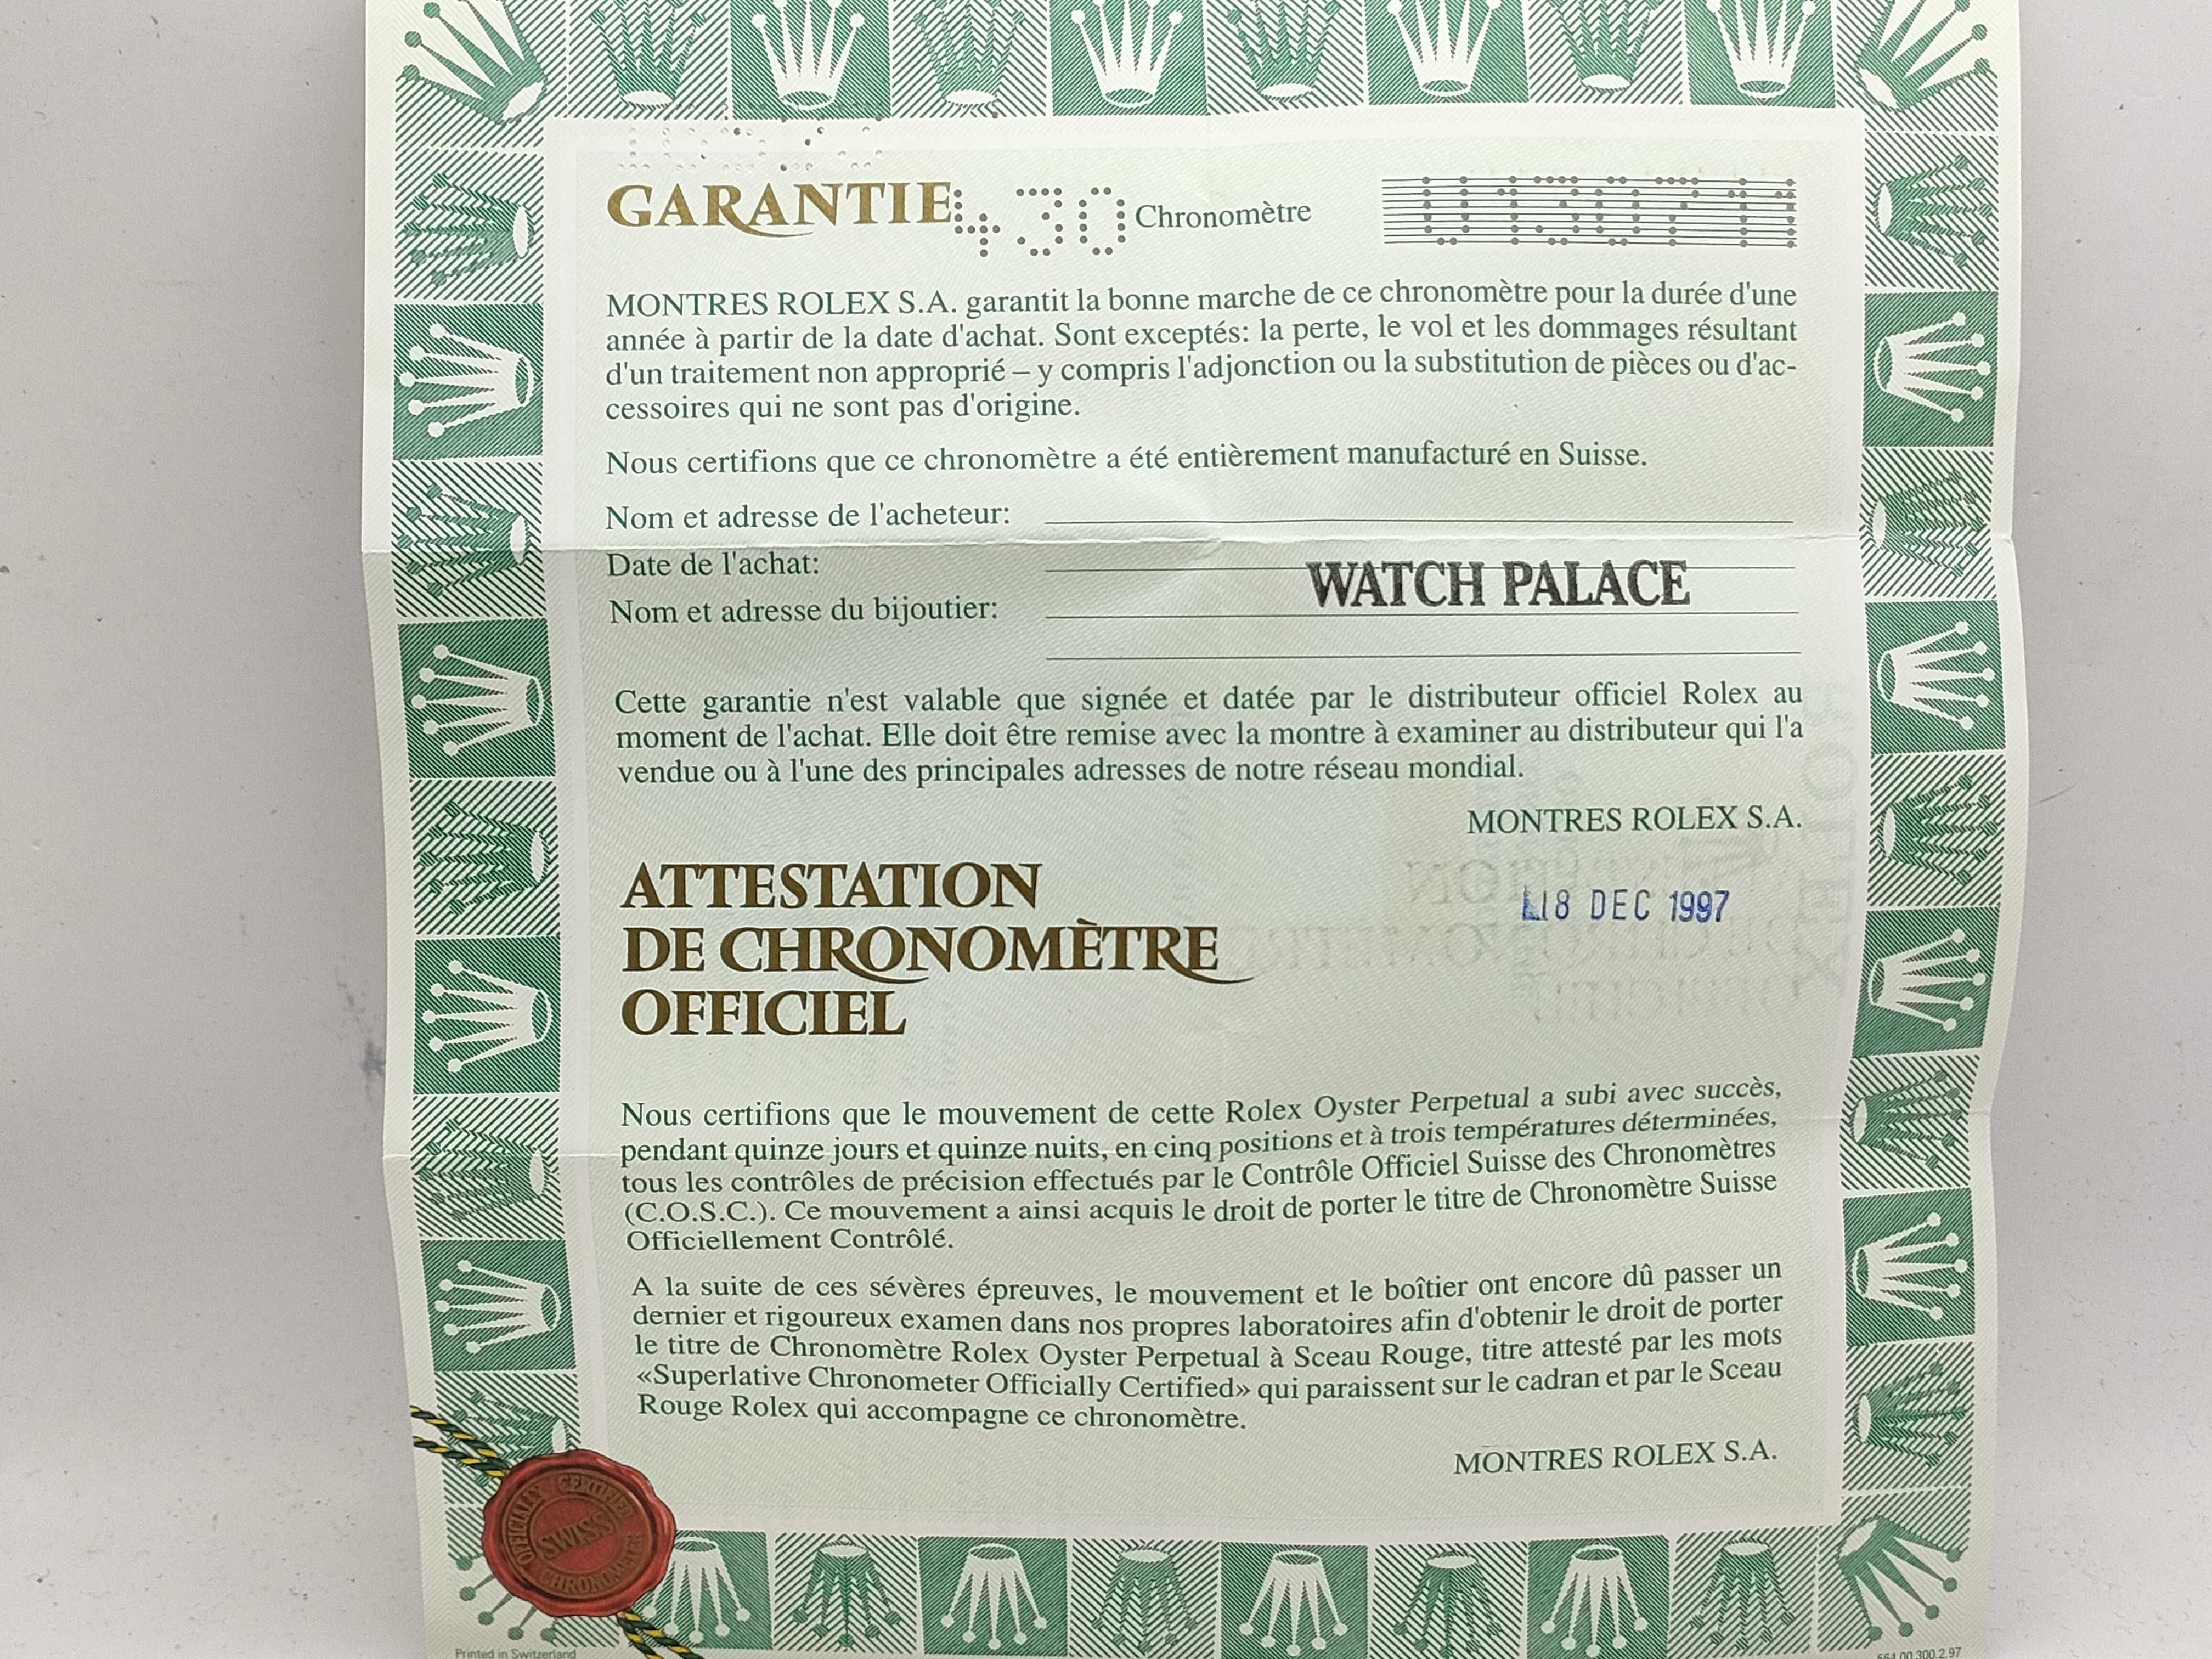 GARANTIE 430 Chronomètre
MONTRES ROLEX S.A. garantit la bonne marche de ce chronomètre pour la durée d'une
année à partir de la date d'achat. Sont exceptés: la perte, le vol et les dommages résultant
d'un traitement non approprié – y compris l'adjonction ou la substitution de pièces ou d'ac-
cessoires qui ne sont pas d'origine.
Nous certifions que ce chronomètre a été entièrement manufacturé en Suisse.
Nom et adresse de l'acheteur:
Date de l'achat:
WATCH PALACE
Nom et adresse du bijoutier:
Cette garantie n'est valable que signée et datée par le distributeur officiel Rolex au
moment de l'achat. Elle doit être remise avec la montre à examiner au distributeur qui l'a
vendue ou à l'une des principales adresses de notre réseau mondial.
MONTRES ROLEX S.A.
ATTESTATION
DE CHRONOMÈTRE
OFFICIEL
18 DEC 1997
Nous certifions que le mouvement de cette Rolex Oyster Perpetual a subi avec succès,
pendant quinze jours et quinze nuits, en cinq positions et à trois températures déterminées,
tous les contrôles de précision effectués par le Contrôle Officiel Suisse des Chronomètres
(C.O.S.C.). Ce mouvement a ainsi acquis le droit de porter le titre de Chronomètre Suisse
Officiellement Contrôlé.
A la suite de ces sévères épreuves, le mouvement et le boîtier ont encore dû passer un
dernier et rigoureux examen dans nos propres laboratoires afin d'obtenir le droit de porter
le titre de Chronomètre Rolex Oyster Perpetual à Sceau Rouge, titre attesté par les mots
«Superlative Chronometer Officially Certified» qui paraissent sur le cadran et par le Sceau
Rouge Rolex qui accompagne ce chronomètre.
MONTRES ROLEX S.A.
OFFICIALLY CERTIFIED
SWISS
CHRONOMETER
Printed in Switzerland
564.00.300.2.97